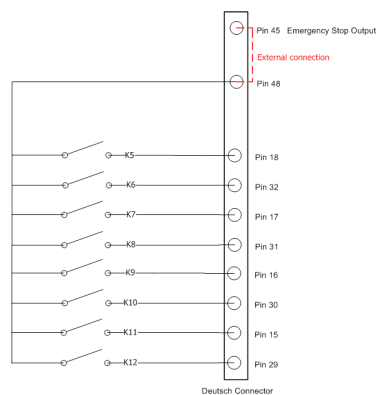 Pin 45 Emergency Stop Output
External connection
Pin 48
K5 Pin 18
K6 Pin 32
K7 Pin 17
K8 Pin 31
K9 Pin 16
K10 Pin 30
K11 Pin 15
K12 Pin 29
Deutsch Connector